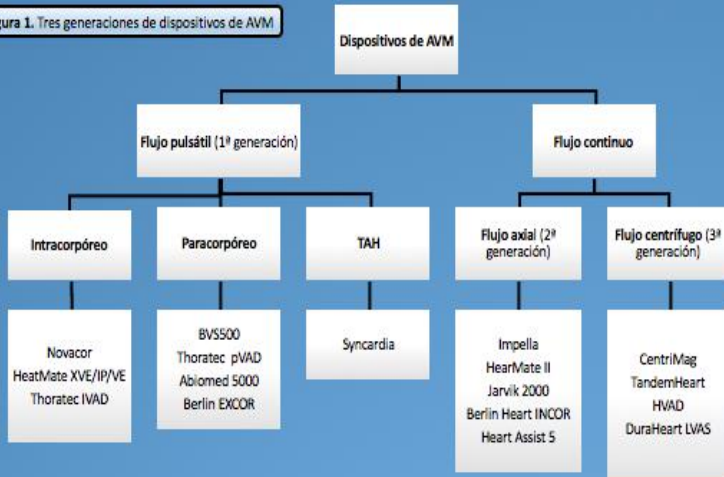 gura 1. Tres generaciones de dispositivos de AVM
Dispositivos de AVM
Flujo pulsátil (1ª generación)
Flujo continuo
Intracorpóreo
Paracorpóreo
TAH
Flujo axial (2ª
generación)
Flujo centrífugo (3ª
generación)
Novacor
HeatMate XVE/IP/VE
Thoratec IVAD
BVS500
Thoratec pVAD
Abiomed 5000
Berlin EXCOR
Syncardia
Impella
HearMate II
Jarvik 2000
Berlin Heart INCOR
Heart Assist 5
CentriMag
TandemHeart
HVAD
DuraHeart LVAS